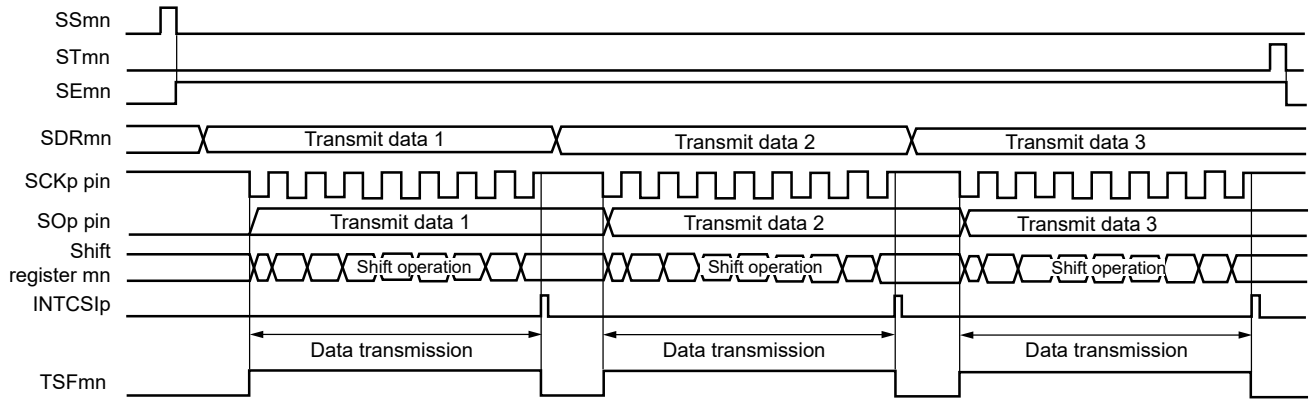 SSmn
STmn
SEmn
SDRmn Transmit data 1 Transmit data 2 Transmit data 3
SCKp pin
SOp pin Transmit data 1 Transmit data 2 Transmit data 3
Shift
register mn Shift operation Shift operation Shift operation
INTCSIp
Data transmission Data transmission Data transmission
TSFmn